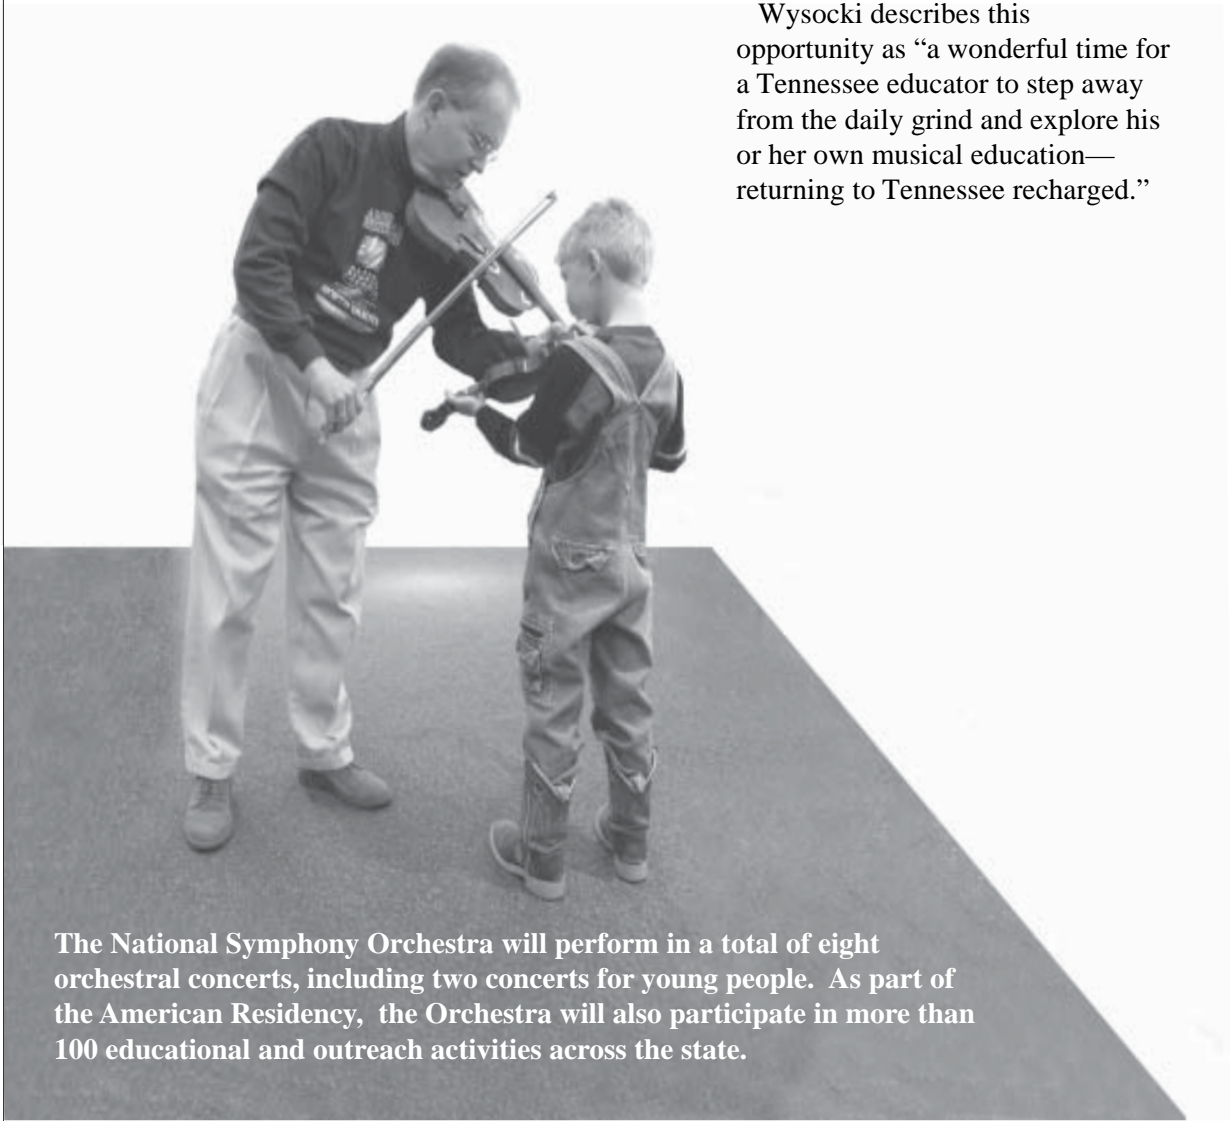 Wysocki describes this
opportunity as “a wonderful time for
a Tennessee educator to step away
from the daily grind and explore his
or her own musical education—
returning to Tennessee recharged.”
The National Symphony Orchestra will perform in a total of eight
orchestral concerts, including two concerts for young people.  As part of
the American Residency,  the Orchestra will also participate in more than
100 educational and outreach activities across the state.